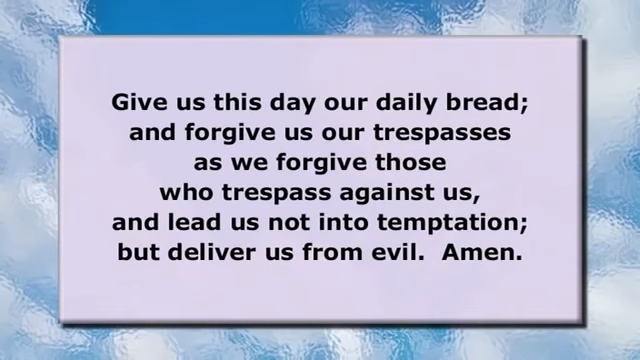 Give us this day our daily bread;
and forgive us our trespasses
as we forgive those
who trespass against us,
and lead us not into temptation;
but deliver us from evil.  Amen.